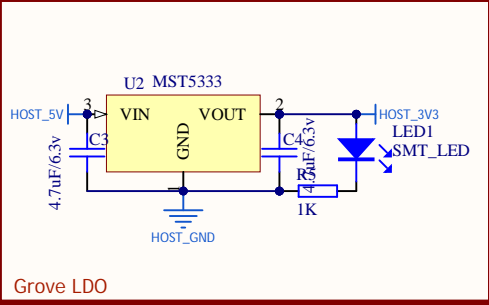 U2 MST5333
HOST_5V
3
VIN
VOUT
2
HOST_3V3
GND
1
C3
4.7uF/6.3v
C4
4.7uF/6.3v
LED1
SMT_LED
R5
1K
HOST_GND
Grove LDO